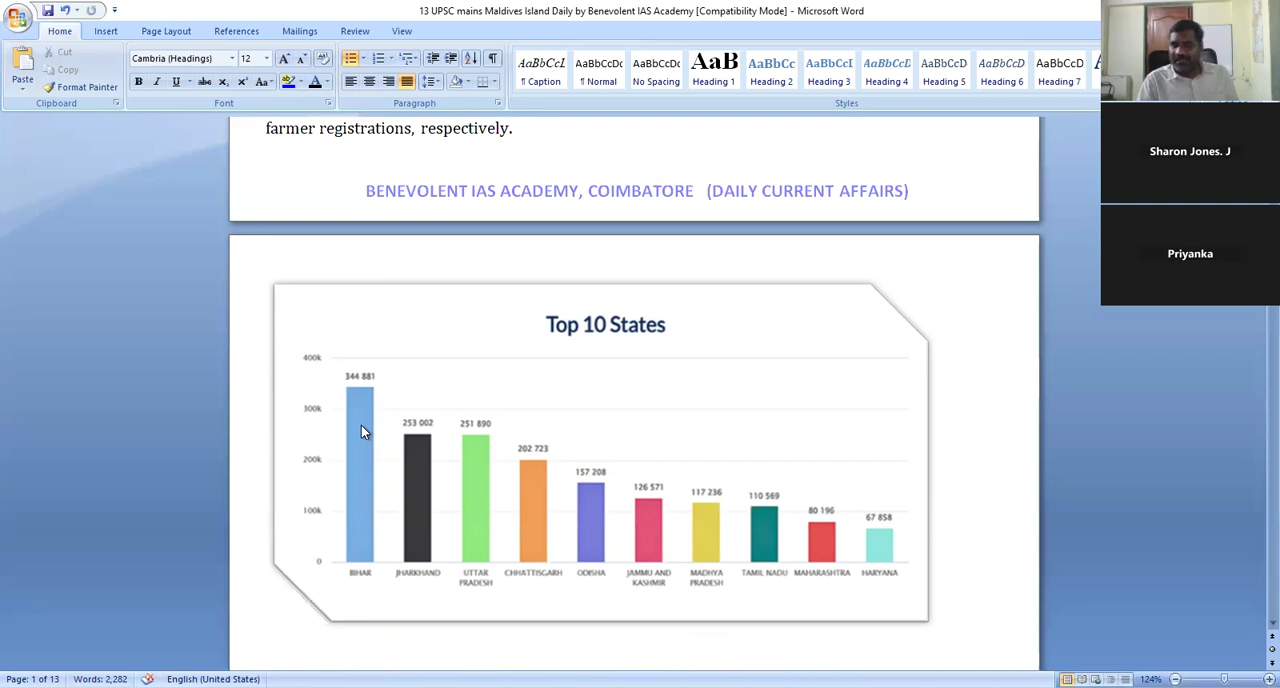 13 UPSC mains Maldives Island Daily by Benevolent IAS Academy [Compatibility Mode] - Microsoft Word
Home Insert Page Layout References Mailings Review View
Paste
Cut
Copy
Format Painter
Clipboard
Cambria (Headings) 12
B I U abc x₂ x² Aa A
Font
Paragraph
AaBbCcL AaBbCcDc AaBbCcDc AaB AaBbCc AaBbCcI AaBbCcD AaBbCcD AaBbCcD AaBbCcD
¶ Caption ¶ Normal No Spacing Heading 1 Heading 2 Heading 3 Heading 4 Heading 5 Heading 6 Heading 7
Styles
Sharon Jones. J
Priyanka
farmer registrations, respectively.
BENEVOLENT IAS ACADEMY, COIMBATORE (DAILY CURRENT AFFAIRS)
Top 10 States
400k
300k
200k
100k
0
344 881
253 002
251 890
202 723
157 208
126 571
117 236
110 569
80 196
67 858
BIHAR
JHARKHAND
UTTAR
PRADESH
CHHATTISGARH
ODISHA
JAMMU AND
KASHMIR
MADHYA
PRADESH
TAMIL NADU
MAHARASHTRA
HARYANA
Page: 1 of 13 Words: 2,282 English (United States) 124%